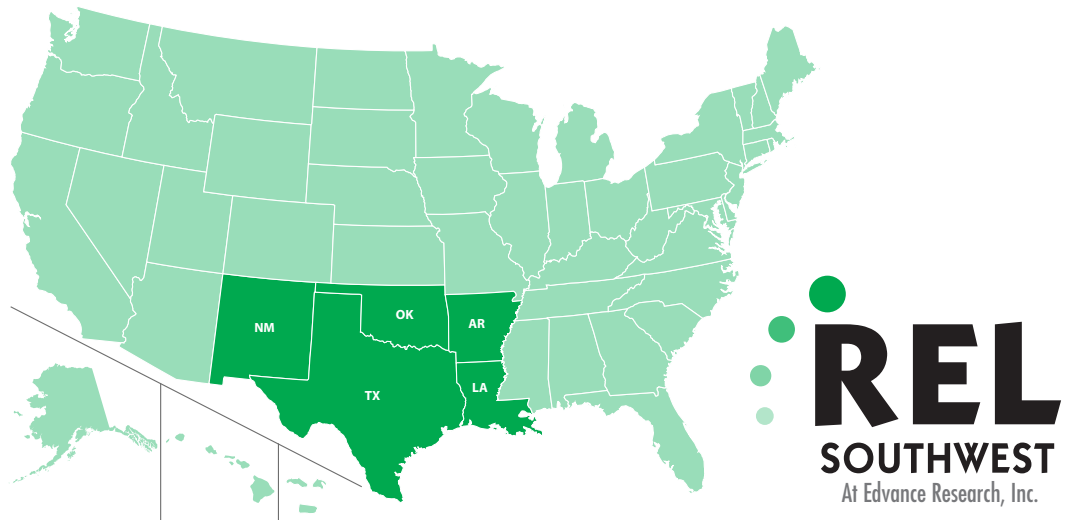 NM
OK
AR
TX
LA
REL
SOUTHWEST
At Edvance Research, Inc.